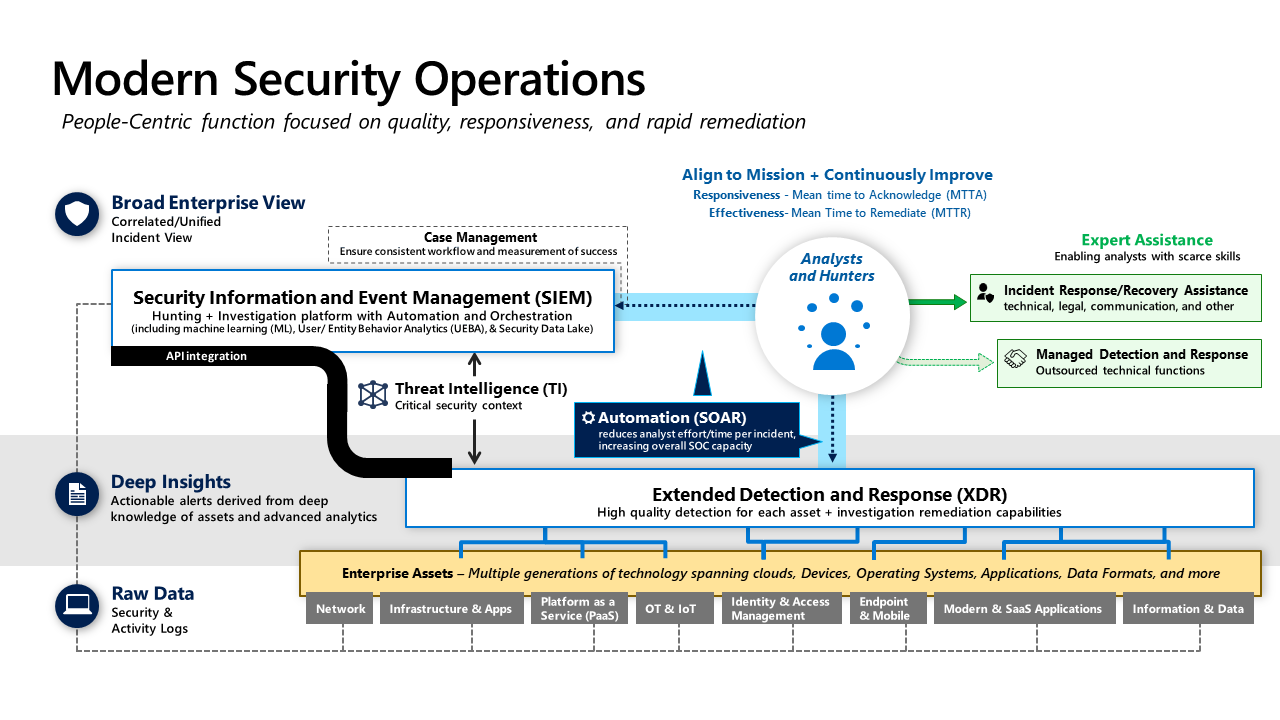 Modern Security Operations
People-Centric function focused on quality, responsiveness, and rapid remediation
Align to Mission + Continuously Improve
Responsiveness - Mean time to Acknowledge (MTTA)
Effectiveness- Mean Time to Remediate (MTTR)
Broad Enterprise View
Correlated/Unified
Incident View
Case Management
Ensure consistent workflow and measurement of success
Expert Assistance
Enabling analysts with scarce skills
Analysts
and Hunters
Security Information and Event Management (SIEM)
Hunting + Investigation platform with Automation and Orchestration
(including machine learning (ML), User/ Entity Behavior Analytics (UEBA), & Security Data Lake)
Incident Response/Recovery Assistance
technical, legal, communication, and other
API integration
Managed Detection and Response
Outsourced technical functions
Threat Intelligence (TI)
Critical security context
Automation (SOAR)
reduces analyst effort/time per incident,
increasing overall SOC capacity
Deep Insights
Actionable alerts derived from deep
knowledge of assets and advanced analytics
Extended Detection and Response (XDR)
High quality detection for each asset + investigation remediation capabilities
Enterprise Assets – Multiple generations of technology spanning clouds, Devices, Operating Systems, Applications, Data Formats, and more
Raw Data
Security &
Activity Logs
Network
Infrastructure & Apps
Platform as a
Service (PaaS)
OT & IoT
Identity & Access
Management
Endpoint
& Mobile
Modern & SaaS Applications
Information & Data